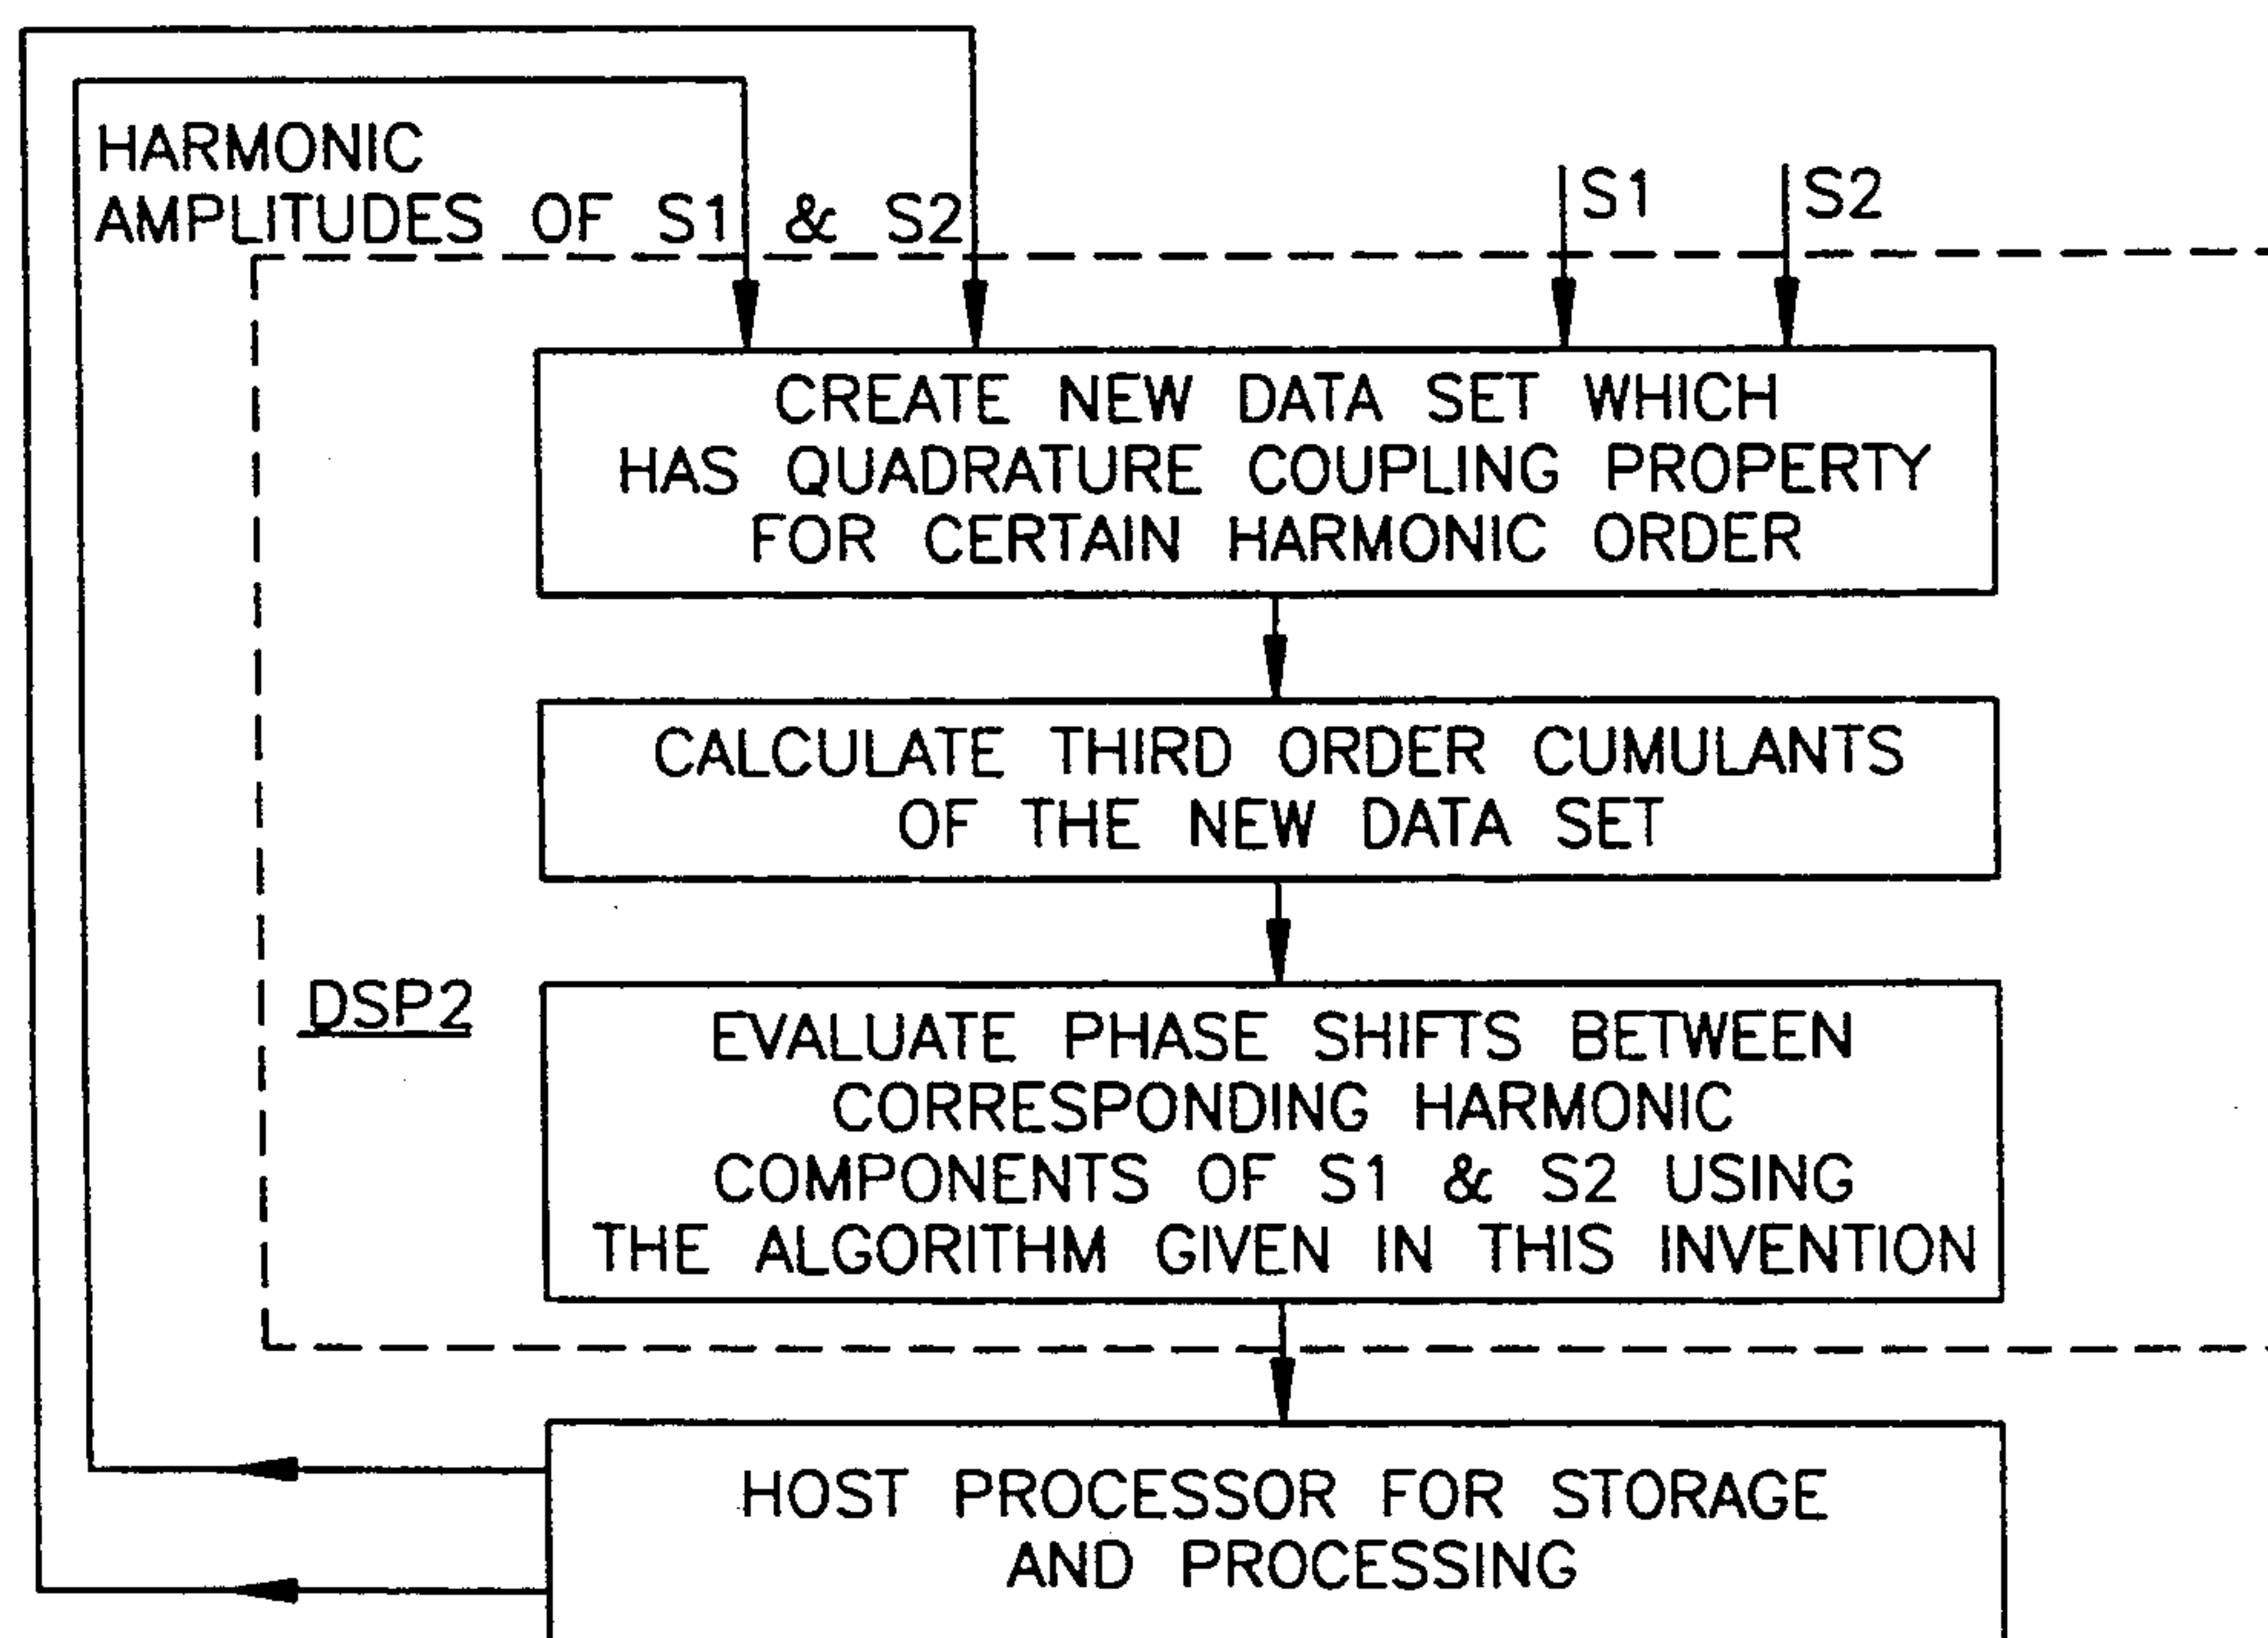 HARMONIC
AMPLITUDES OF S1 & S2
S1
S2
CREATE NEW DATA SET WHICH
HAS QUADRATURE COUPLING PROPERTY
FOR CERTAIN HARMONIC ORDER
CALCULATE THIRD ORDER CUMULANTS
OF THE NEW DATA SET
DSP2
EVALUATE PHASE SHIFTS BETWEEN
CORRESPONDING HARMONIC
COMPONENTS OF S1 & S2 USING
THE ALGORITHM GIVEN IN THIS INVENTION
HOST PROCESSOR FOR STORAGE
AND PROCESSING